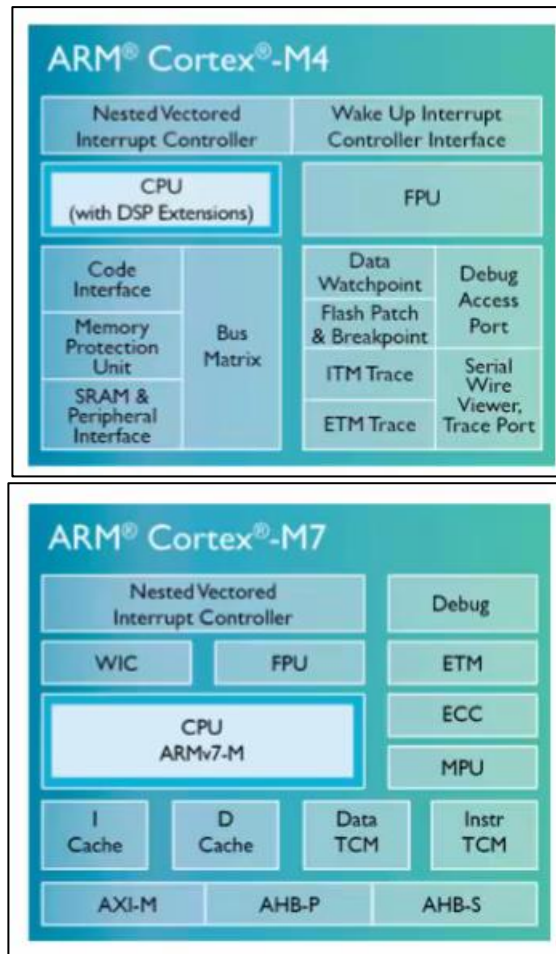 ARM® Cortex®-M4
Nested Vectored
Interrupt Controller
Wake Up Interrupt
Controller Interface
CPU
(with DSP Extensions)
FPU
Code
Interface
Memory
Protection
Unit
SRAM &
Peripheral
Interface
Bus
Matrix
Data
Watchpoint
Flash Patch
& Breakpoint
ITM Trace
ETM Trace
Debug
Access
Port
Serial
Wire
Viewer,
Trace Port
ARM® Cortex®-M7
Nested Vectored
Interrupt Controller
Debug
WIC
FPU
ETM
CPU
ARMv7-M
ECC
MPU
I
Cache
D
Cache
Data
TCM
Instr
TCM
AXI-M
AHB-P
AHB-S